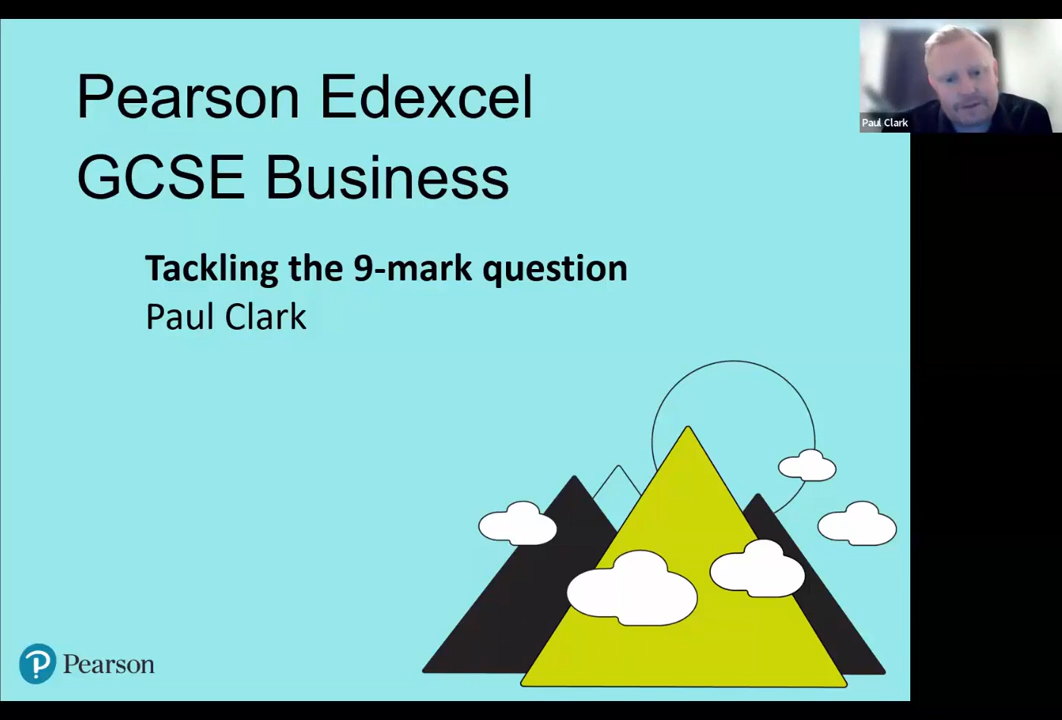 Pearson Edexcel
GCSE Business
Paul Clark
Tackling the 9-mark question
Paul Clark
Pearson